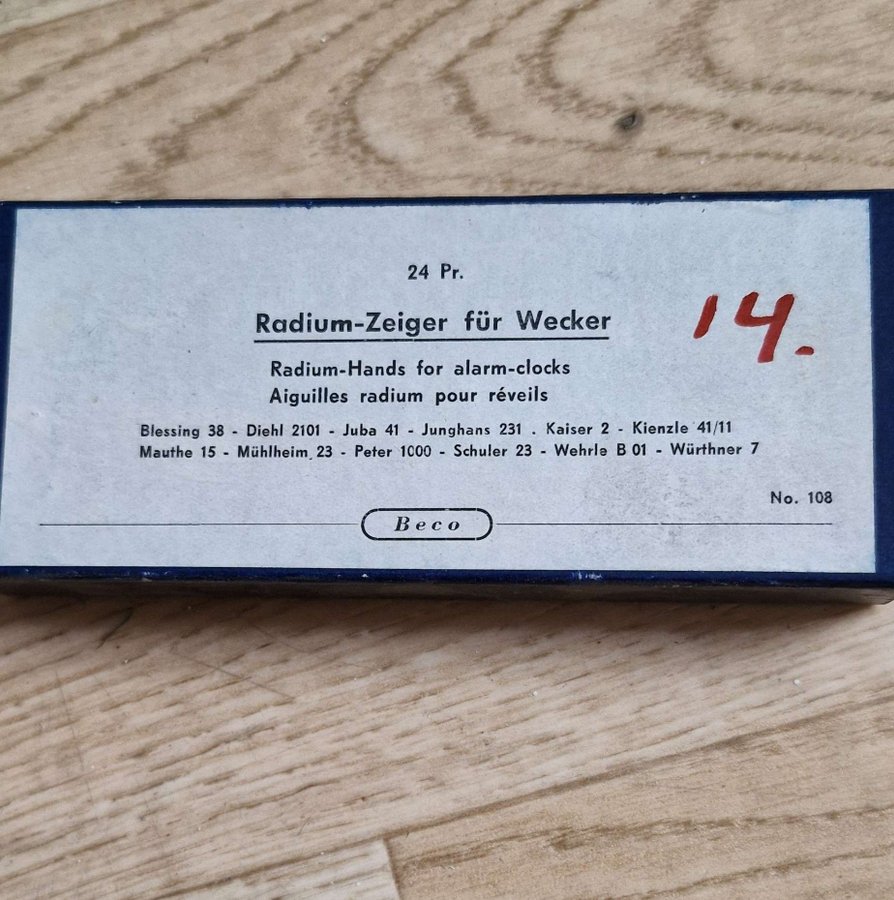 24 Pr.
Radium-Zeiger für Wecker
14.
Radium-Hands for alarm-clocks
Aiguilles radium pour réveils
Blessing 38 - Diehl 2101 - Juba 41 - Junghans 231 . Kaiser 2 - Kienzle 41/11
Mauthe 15 - Mühlheim 23 - Peter 1000 - Schuler 23 - Wehrle B 01 - Würthner 7
No. 108
Beco